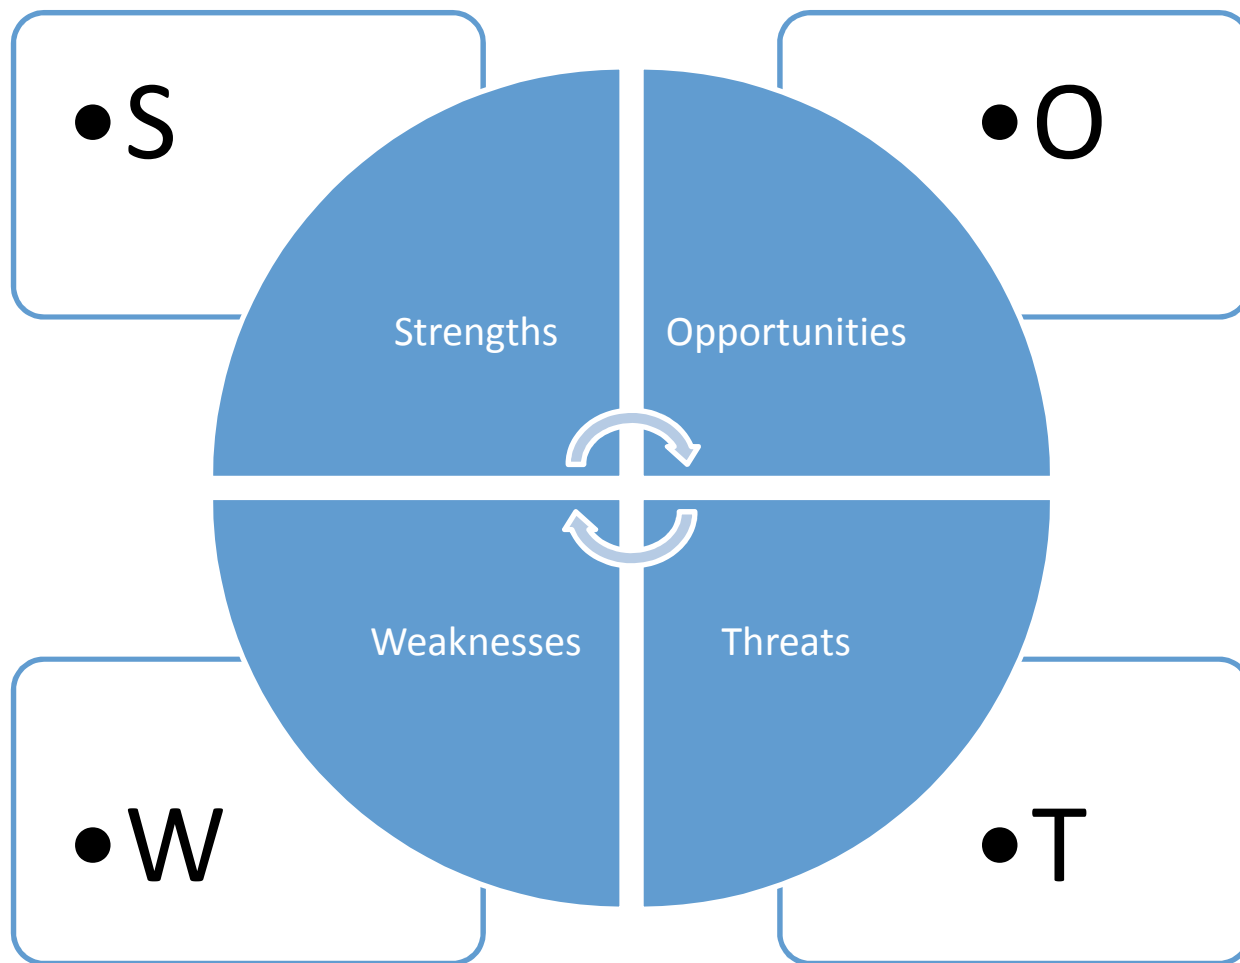 •S
•O
Strengths
Opportunities
Weaknesses
Threats
•W
•T